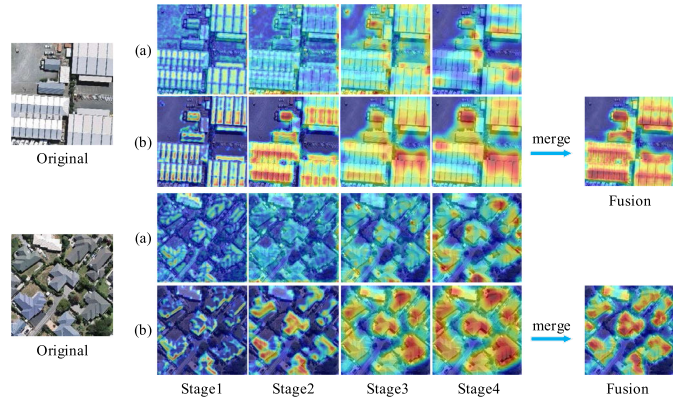 (a)
(b)
Original
merge
Fusion
(a)
(b)
Original
merge
Stage1 Stage2 Stage3 Stage4 Fusion